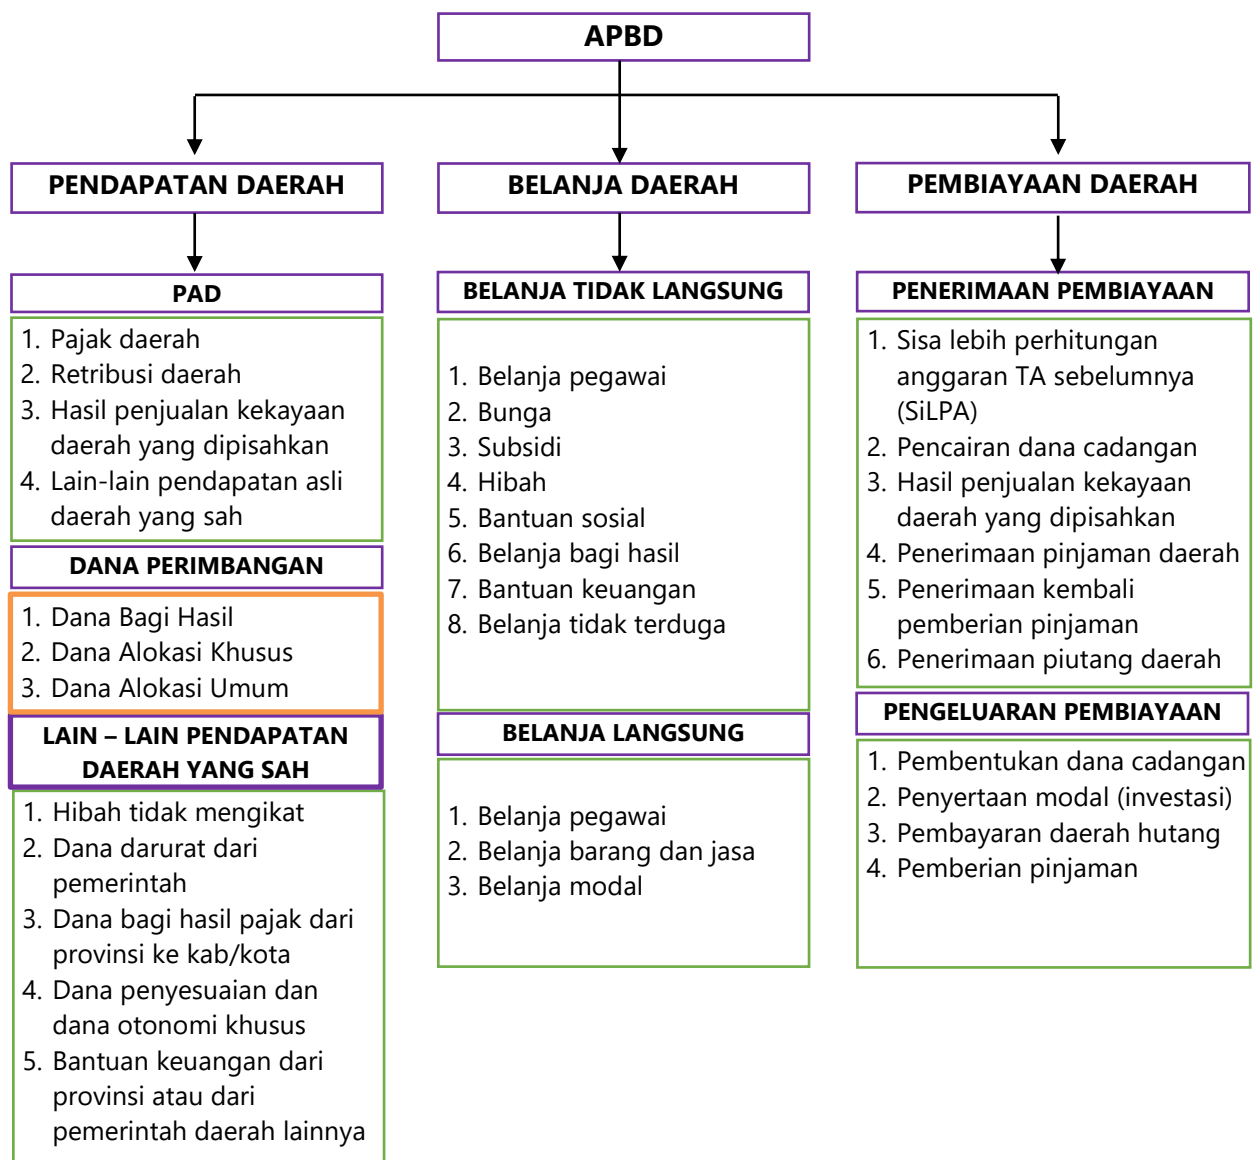 APBD
PENDAPATAN DAERAH
PAD
1. Pajak daerah
2. Retribusi daerah
3. Hasil penjualan kekayaan
daerah yang dipisahkan
4. Lain-lain pendapatan asli
daerah yang sah
DANA PERIMBANGAN
1. Dana Bagi Hasil
2. Dana Alokasi Khusus
3. Dana Alokasi Umum
LAIN – LAIN PENDAPATAN
DAERAH YANG SAH
1. Hibah tidak mengikat
2. Dana darurat dari
pemerintah
3. Dana bagi hasil pajak dari
provinsi ke kab/kota
4. Dana penyesuaian dan
dana otonomi khusus
5. Bantuan keuangan dari
provinsi atau dari
pemerintah daerah lainnya
BELANJA DAERAH
BELANJA TIDAK LANGSUNG
1. Belanja pegawai
2. Bunga
3. Subsidi
4. Hibah
5. Bantuan sosial
6. Belanja bagi hasil
7. Bantuan keuangan
8. Belanja tidak terduga
BELANJA LANGSUNG
1. Belanja pegawai
2. Belanja barang dan jasa
3. Belanja modal
PEMBIAYAAN DAERAH
PENERIMAAN PEMBIAYAAN
1. Sisa lebih perhitungan
anggaran TA sebelumnya
(SiLPA)
2. Pencairan dana cadangan
3. Hasil penjualan kekayaan
daerah yang dipisahkan
4. Penerimaan pinjaman daerah
5. Penerimaan kembali
pemberian pinjaman
6. Penerimaan piutang daerah
PENGELUARAN PEMBIAYAAN
1. Pembentukan dana cadangan
2. Penyertaan modal (investasi)
3. Pembayaran daerah hutang
4. Pemberian pinjaman